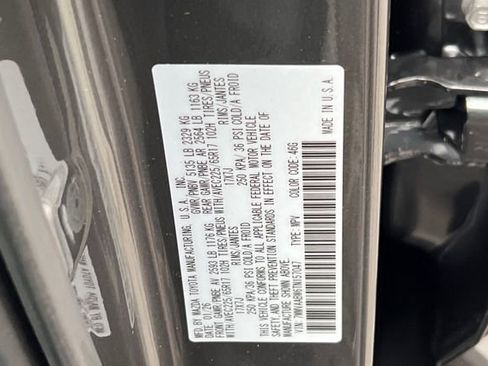 MFD BY MAZDA TOYOTA MANUFACTURING, U.S.A. INC.
01/26 GVWR/PNBV 5135 LB 2329 KG
FRONT GAWR/PNBE AV 2593 LB 1176 KG REAR GAWR/PNBE AR 2564 LB 1163 KG
WITH/AVEC225/65R17 102H TIRES/PNEUS WITH/AVEC225/65R17 102H TIRES/PNEUS
RIMS/JANTES RIMS/JANTES
17X7J 17X7J
250 KPA/36 PSI COLD/A FROID 250 KPA/36 PSI COLD/A FROID
THIS VEHICLE CONFORMS TO ALL APPLICABLE FEDERAL MOTOR VEHICLE
SAFETY AND THEFT PREVENTION STANDARDS IN EFFECT ON THE DATE OF
MANUFACTURE SHOWN ABOVE.
TYPE: MPV COLOR CODE:46G
MADE IN U.S.A.